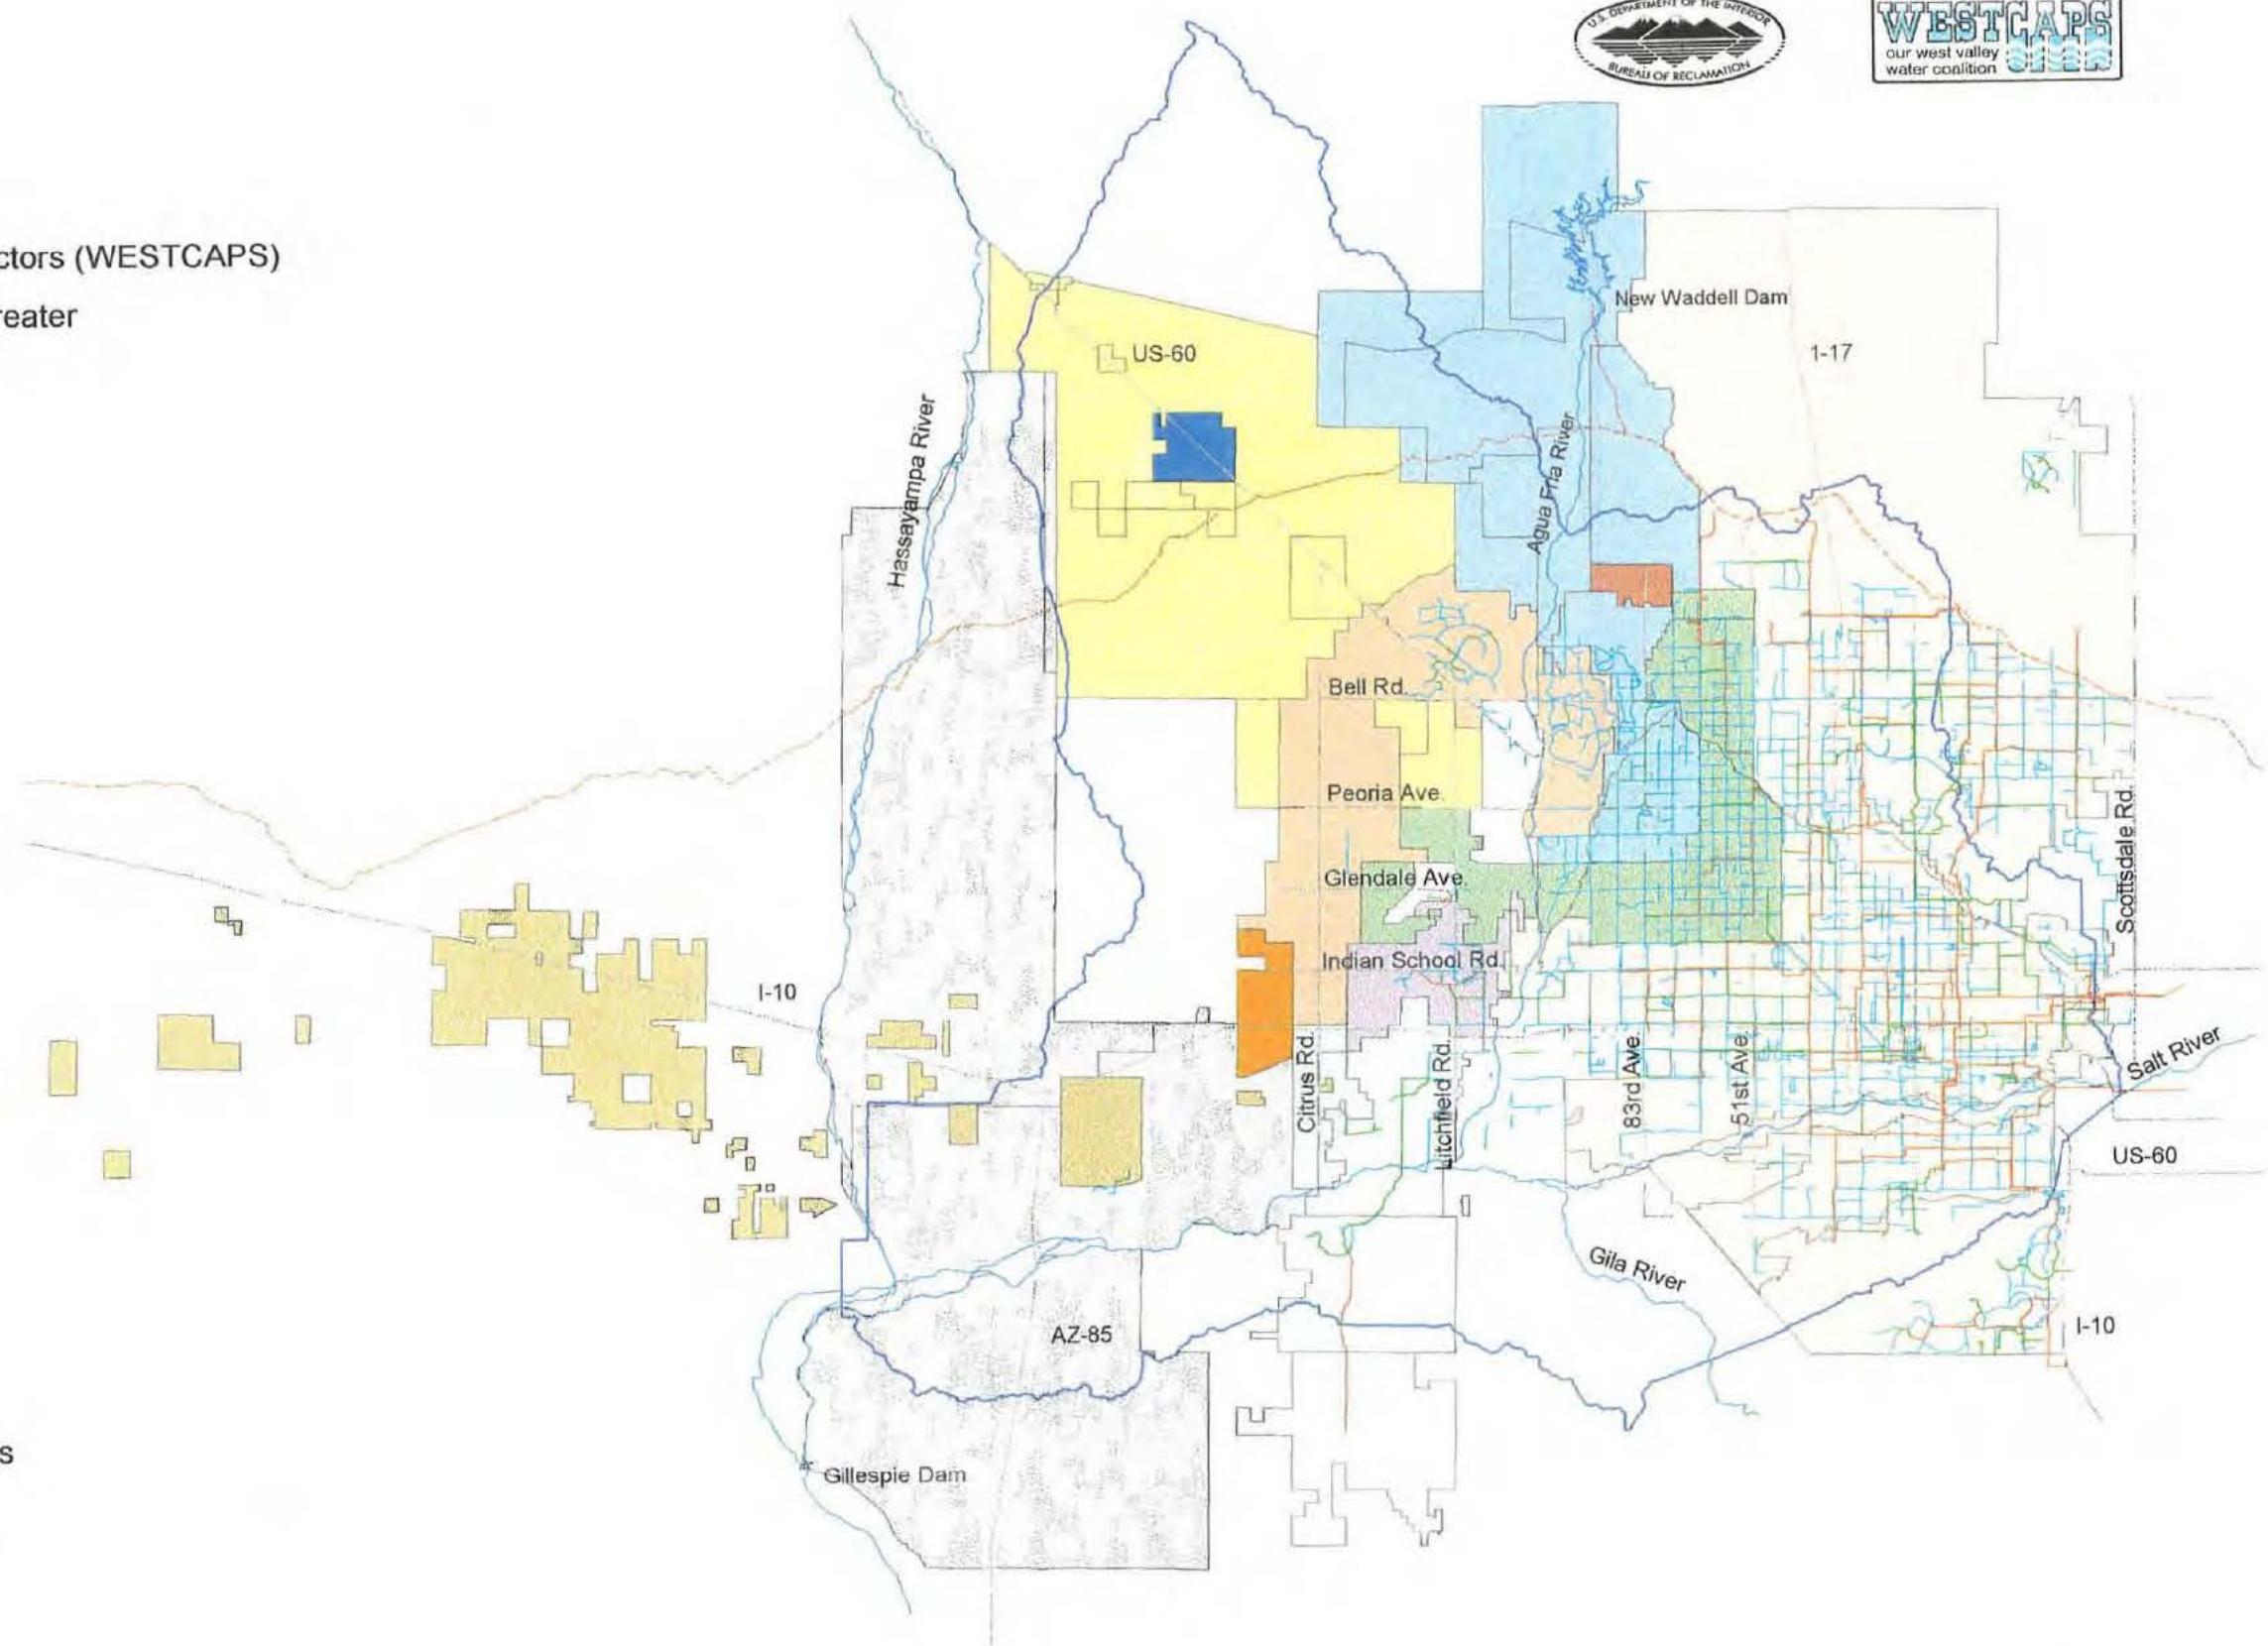 U.S. DEPARTMENT OF THE INTERIOR
BUREAU OF RECLAMATION
WESTCAPS
our west valley
water coalition
ctors (WESTCAPS)
reater
New Waddell Dam
US-60
1-17
Hassayampa River
Agua Fria River
Bell Rd.
Peoria Ave.
Scottsdale Rd.
Glendale Ave.
Indian School Rd.
I-10
Citrus Rd.
Litchfield Rd.
83rd Ave.
51st Ave.
Salt River
US-60
Gila River
I-10
AZ-85
s
Gillespie Dam